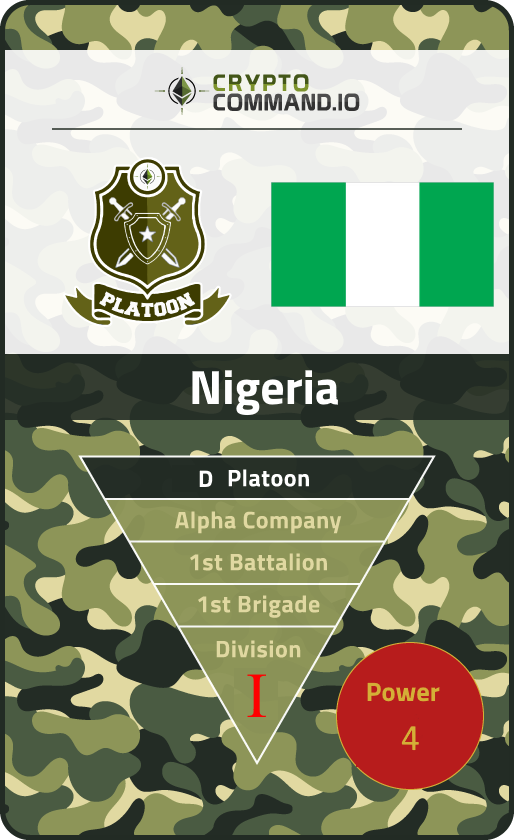 CRYPTO
COMMAND.IO
PLATOON
Nigeria
D Platoon
Alpha Company
1st Battalion
1st Brigade
Division
I
Power
4